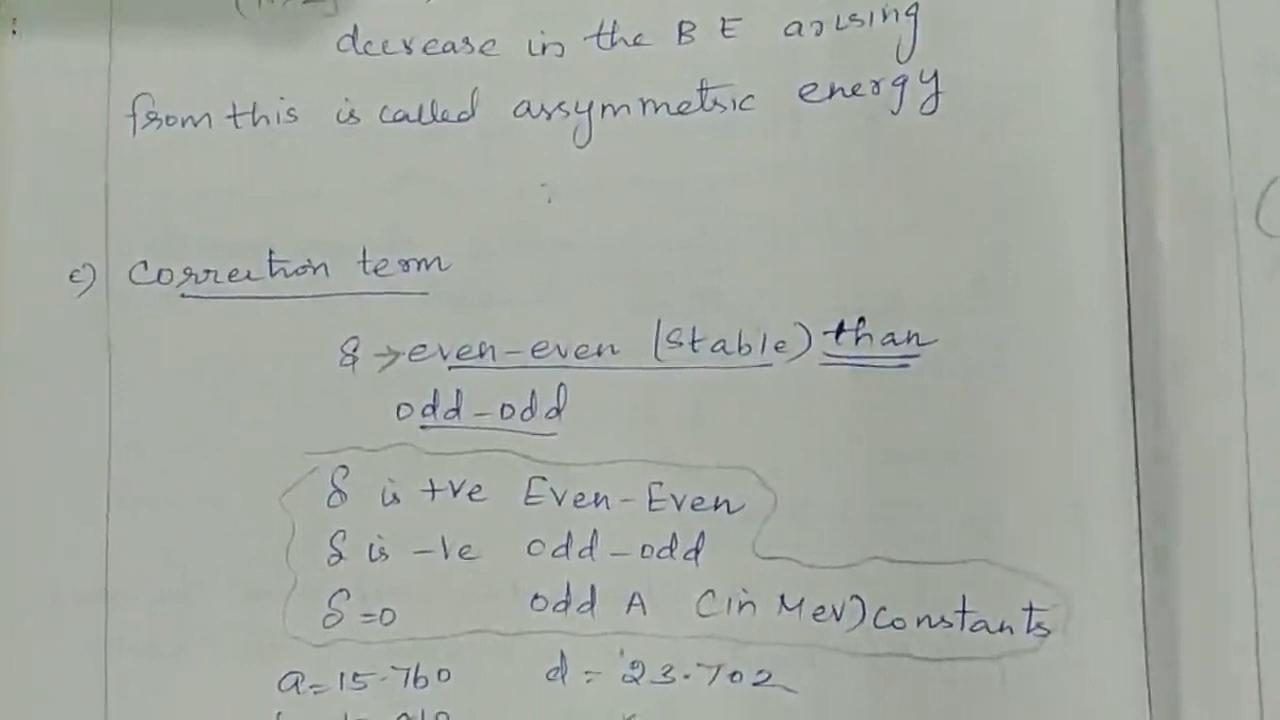 decrease in the B E arising
from this is called assymmetric energy
c) Correction term
δ → even-even (stable) than
odd-odd
δ is +ve Even-Even
δ is -ve odd-odd
δ=0 odd A (in Mev) constants
a=15.760 d = 23.702